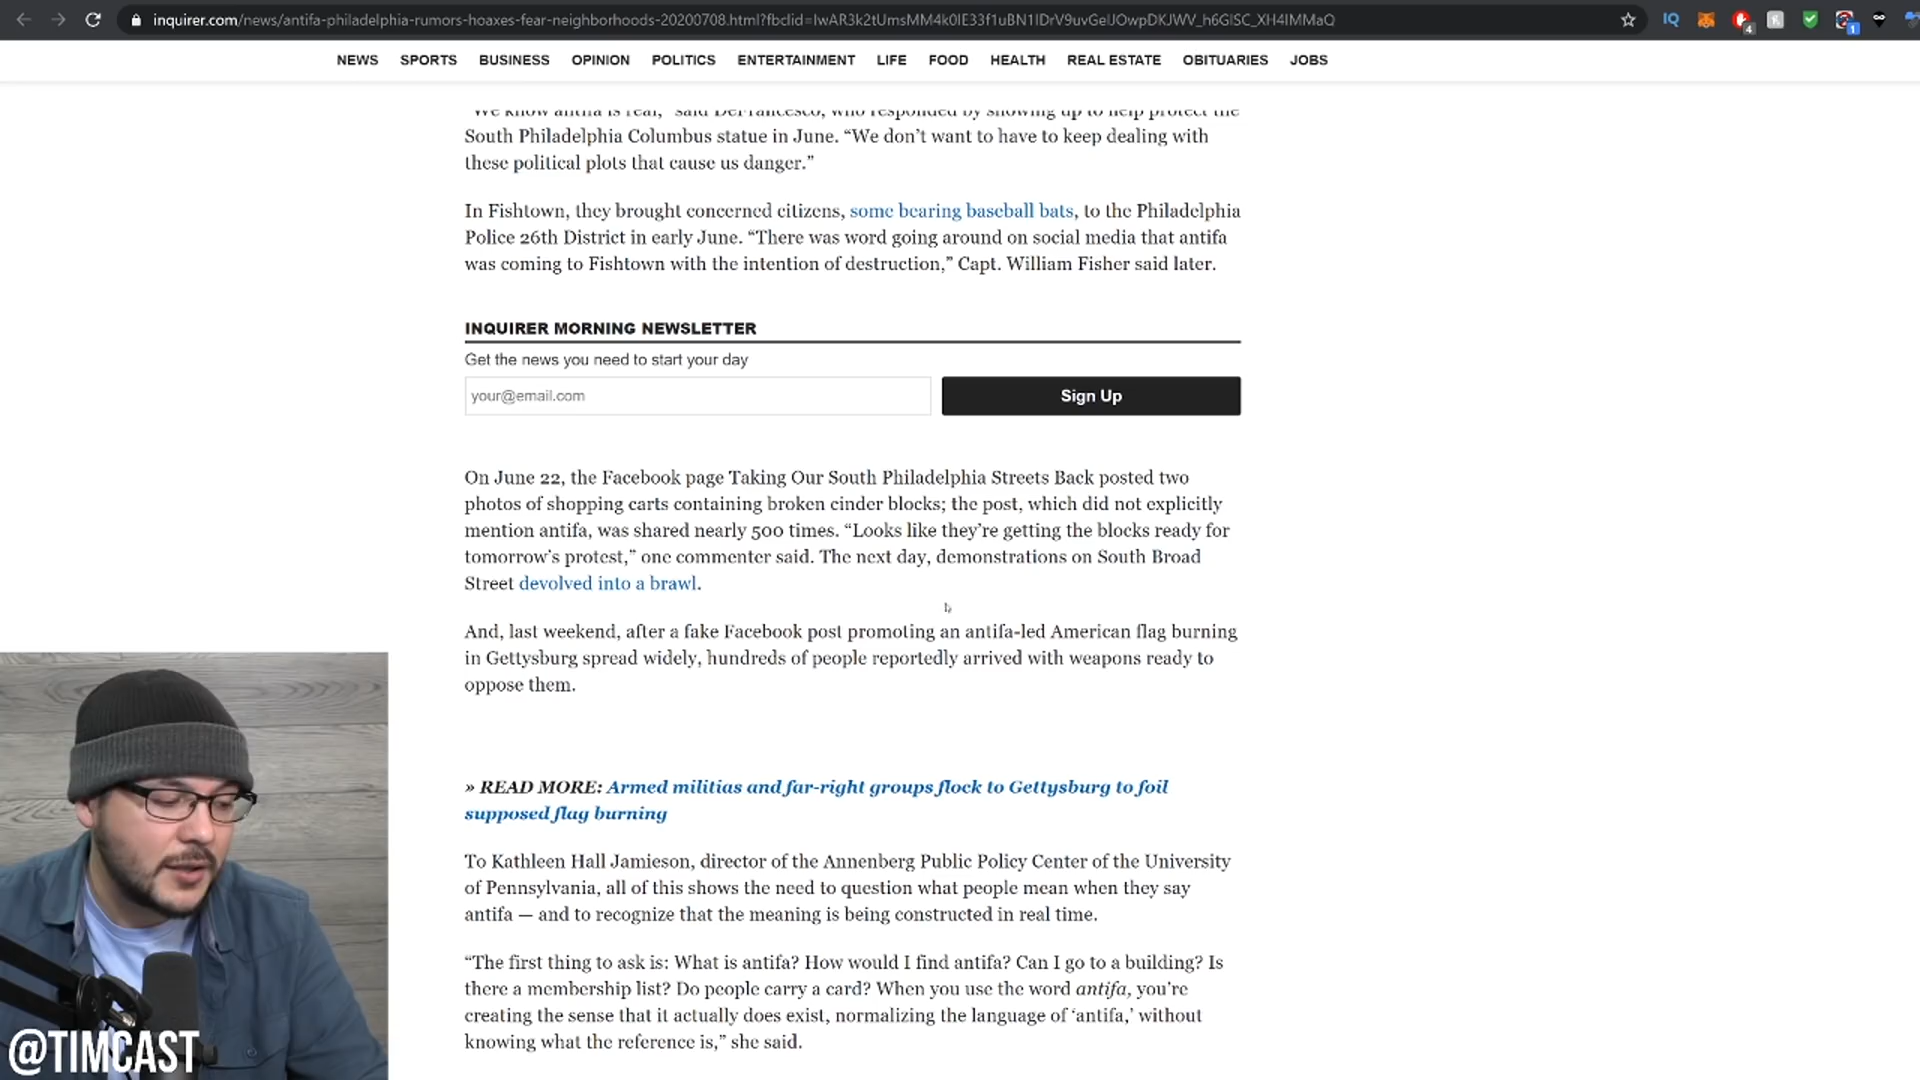 inquirer.com/news/antifa-philadelphia-rumors-hoaxes-fear-neighborhoods-20200708.html?fbclid=
NEWS SPORTS BUSINESS OPINION POLITICS ENTERTAINMENT LIFE FOOD HEALTH REAL ESTATE OBITUARIES JOBS
“We know antifa is real,” said DeFrancesco, who responded by showing up to help protect the
South Philadelphia Columbus statue in June. “We don’t want to have to keep dealing with
these political plots that cause us danger.”
In Fishtown, they brought concerned citizens, some bearing baseball bats, to the Philadelphia
Police 26th District in early June. “There was word going around on social media that antifa
was coming to Fishtown with the intention of destruction,” Capt. William Fisher said later.
INQUIRER MORNING NEWSLETTER
Get the news you need to start your day
your@email.com Sign Up
On June 22, the Facebook page Taking Our South Philadelphia Streets Back posted two
photos of shopping carts containing broken cinder blocks; the post, which did not explicitly
mention antifa, was shared nearly 500 times. “Looks like they’re getting the blocks ready for
tomorrow’s protest,” one commenter said. The next day, demonstrations on South Broad
Street devolved into a brawl.
And, last weekend, after a fake Facebook post promoting an antifa-led American flag burning
in Gettysburg spread widely, hundreds of people reportedly arrived with weapons ready to
oppose them.
» READ MORE: Armed militias and far-right groups flock to Gettysburg to foil
supposed flag burning
To Kathleen Hall Jamieson, director of the Annenberg Public Policy Center of the University
of Pennsylvania, all of this shows the need to question what people mean when they say
antifa — and to recognize that the meaning is being constructed in real time.
“The first thing to ask is: What is antifa? How would I find antifa? Can I go to a building? Is
there a membership list? Do people carry a card? When you use the word antifa, you’re
creating the sense that it actually does exist, normalizing the language of ‘antifa,’ without
knowing what the reference is,” she said.
@TIMCAST